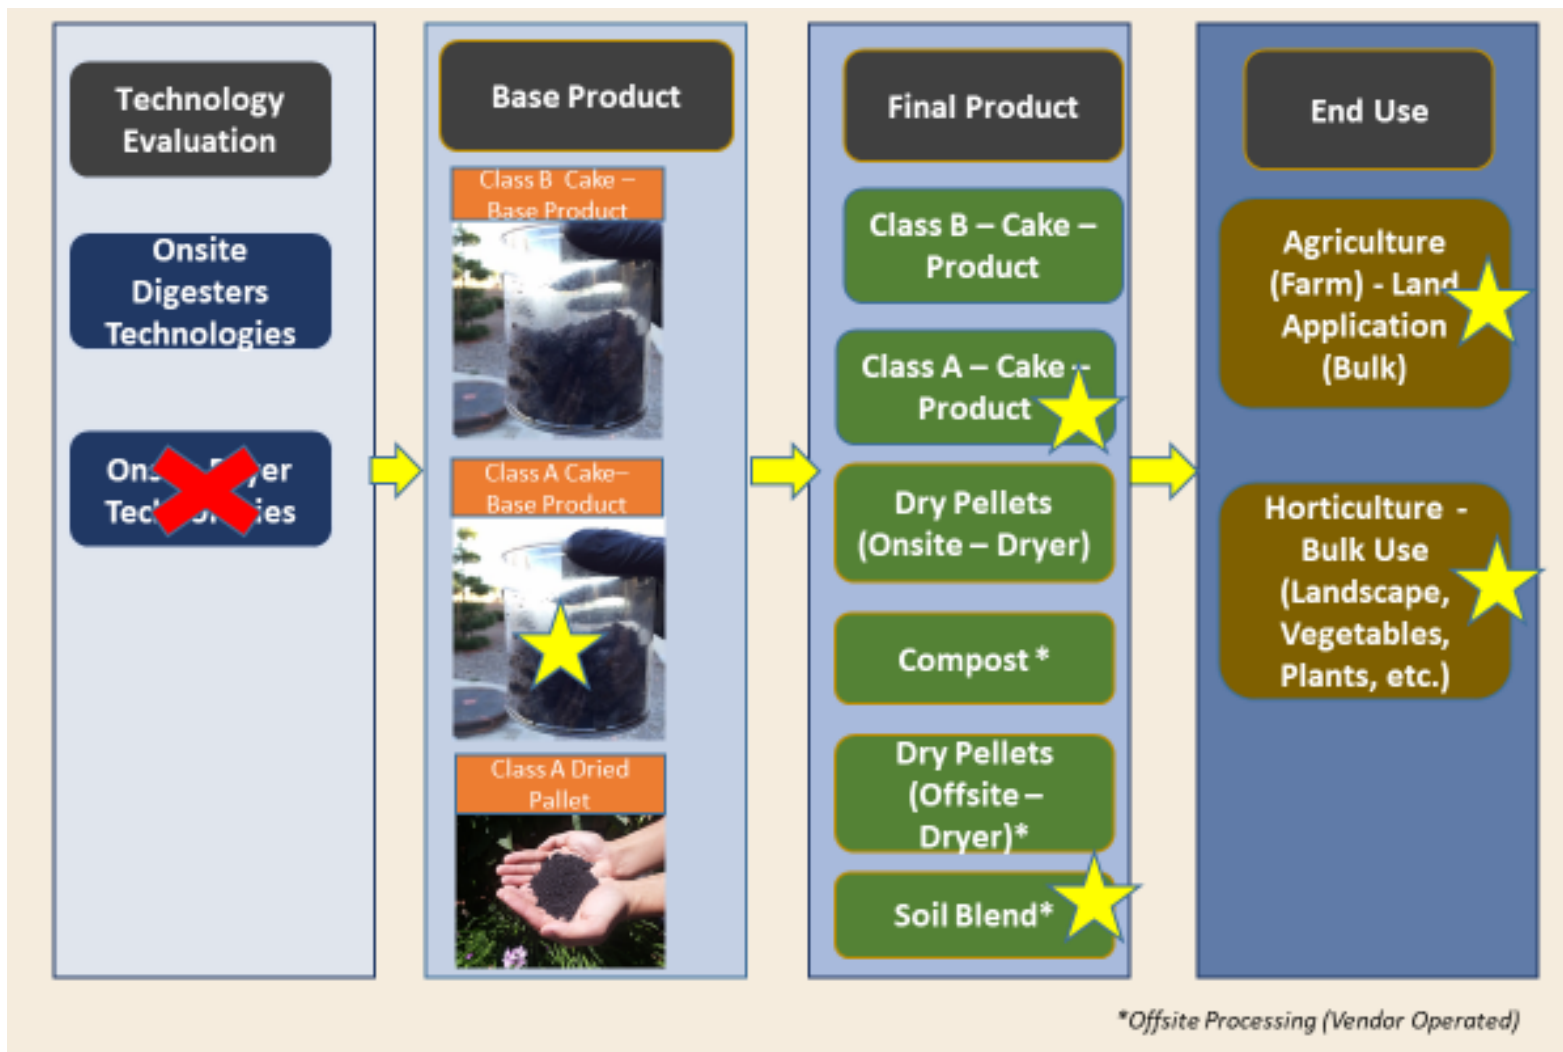 Technology
Evaluation
Onsite
Digesters
Technologies
Base Product
Class B Cake –
Base Product
Class A Cake–
Base Product
Class A Dried
Pallet
Final Product
Class B – Cake –
Product
Class A – Cake –
Product
Dry Pellets
(Onsite – Dryer)
Compost *
Dry Pellets
(Offsite –
Dryer)*
Soil Blend*
End Use
Agriculture
(Farm) - Land
Application
(Bulk)
Horticulture -
Bulk Use
(Landscape,
Vegetables,
Plants, etc.)
*Offsite Processing (Vendor Operated)